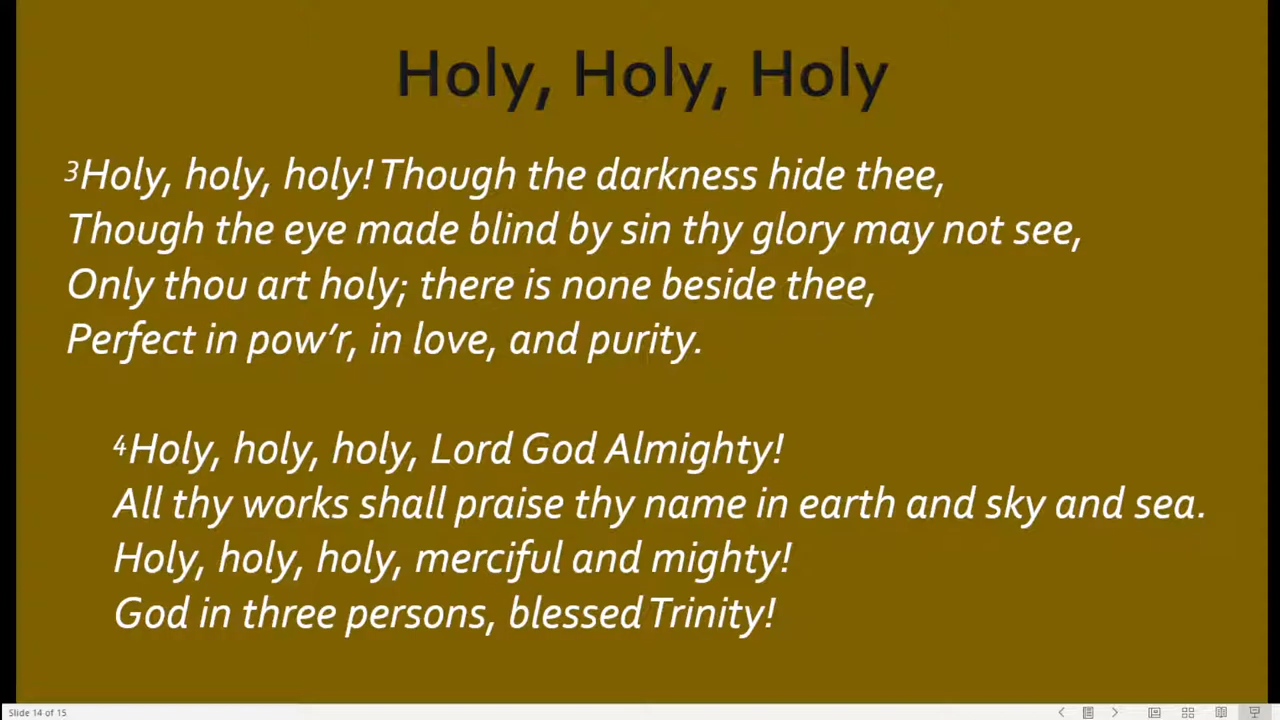 Holy, Holy, Holy
3Holy, holy, holy! Though the darkness hide thee,
Though the eye made blind by sin thy glory may not see,
Only thou art holy; there is none beside thee,
Perfect in pow’r, in love, and purity.
4Holy, holy, holy, Lord God Almighty!
All thy works shall praise thy name in earth and sky and sea.
Holy, holy, holy, merciful and mighty!
God in three persons, blessed Trinity!
Slide 14 of 15